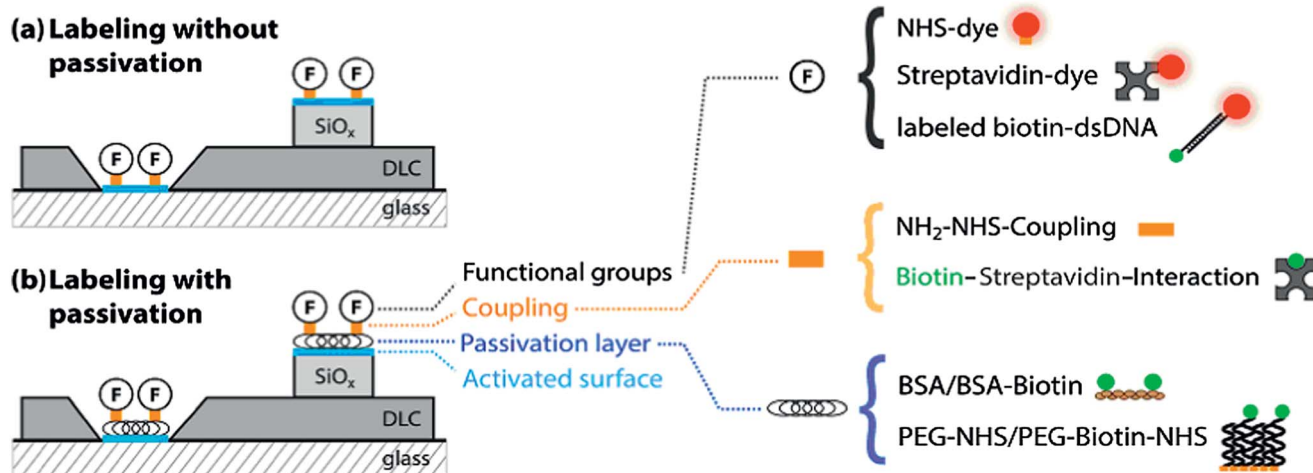 (a) Labeling without
passivation
F F
SiOx
F F
DLC
glass
(b) Labeling with
passivation
F F
SiOx
F F
DLC
glass
Functional groups
Coupling
Passivation layer
Activated surface
F
NHS-dye
Streptavidin-dye
labeled biotin-dsDNA
NH₂-NHS-Coupling
Biotin–Streptavidin–Interaction
BSA/BSA-Biotin
PEG-NHS/PEG-Biotin-NHS